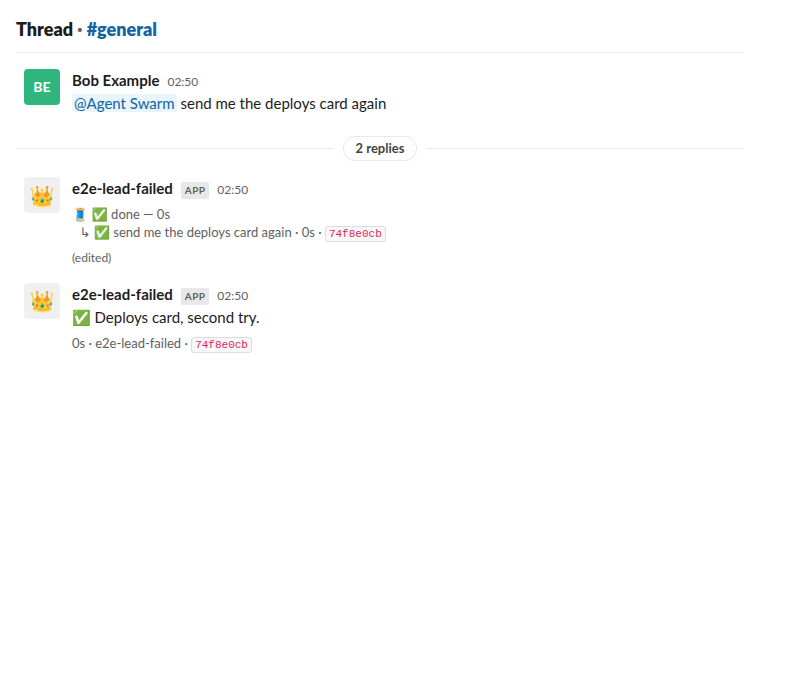 Thread • #general
BE
Bob Example 02:50
@Agent Swarm send me the deploys card again
2 replies
e2e-lead-failed APP 02:50
🧵 ✅ done — 0s
↳ ✅ send me the deploys card again · 0s · 74f8e0cb
(edited)
e2e-lead-failed APP 02:50
✅ Deploys card, second try.
0s · e2e-lead-failed · 74f8e0cb